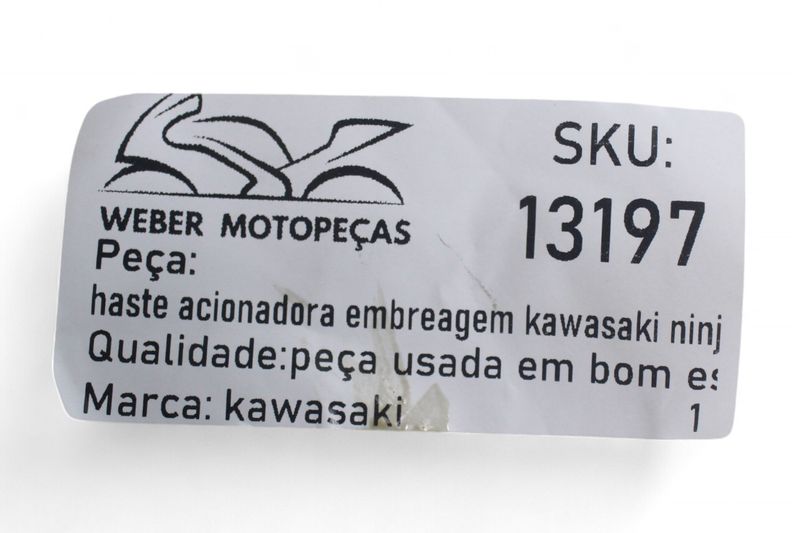 WEBER MOTOPEÇAS
SKU:
13197
Peça:
haste acionadora embreagem kawasaki ninj
Qualidade:peça usada em bom es
Marca: kawasaki
1